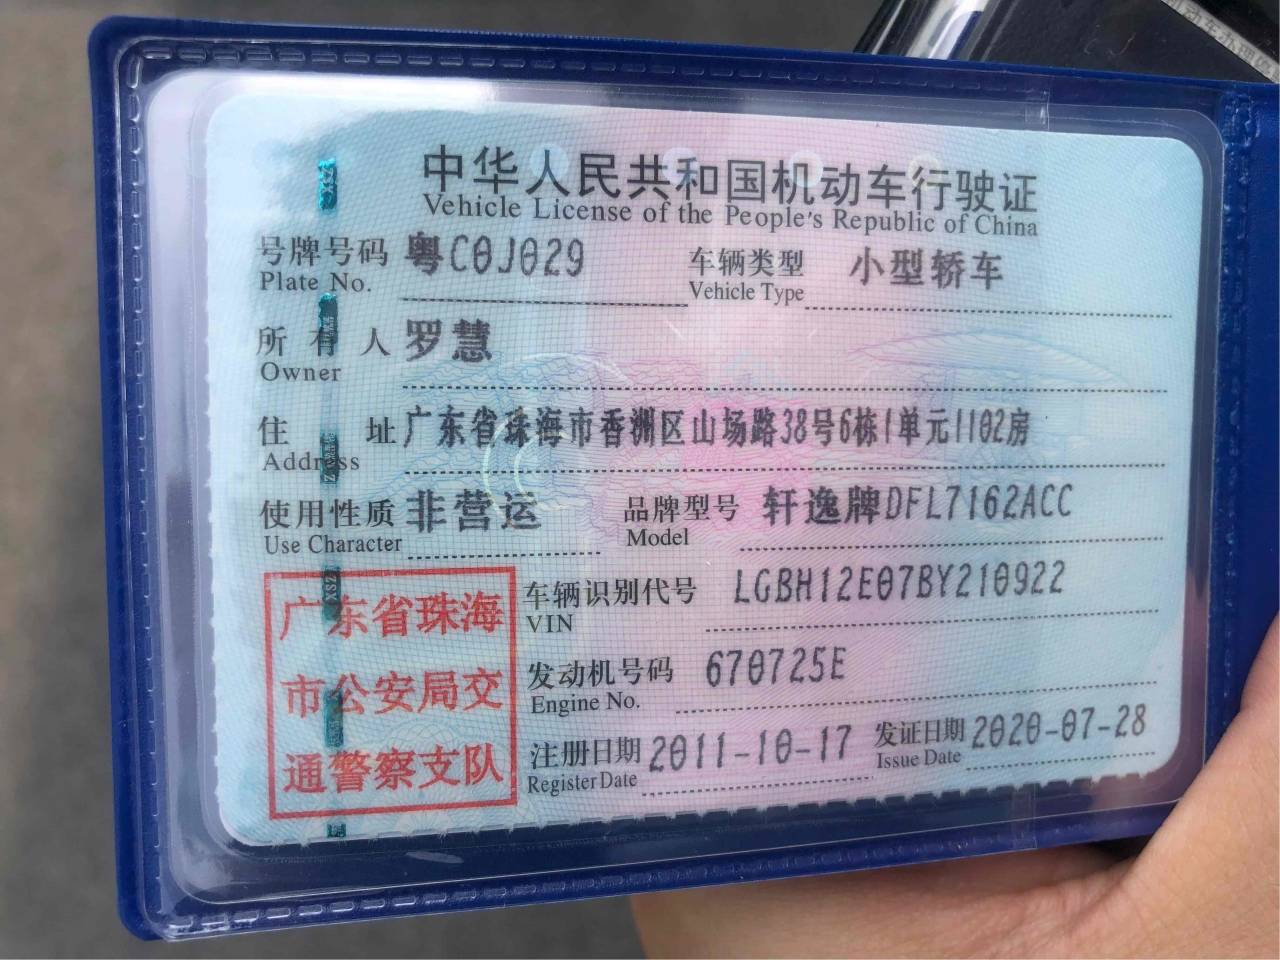 中华人民共和国机动车行驶证
Vehicle License of the People's Republic of China
号牌号码 粤C0J029 车辆类型 小型轿车
Plate No. Vehicle Type
所有人 罗慧
Owner
住址 广东省珠海市香洲区山场路38号6栋1单元1102房
Address
使用性质 非营运 品牌型号 轩逸牌DFL7162ACC
Use Character Model
车辆识别代号 LGBH12E07BY210922
VIN
发动机号码 670725E
Engine No.
注册日期 2011-10-17 发证日期 2020-07-28
Register Date Issue Date
广东省珠海
市公安局交
通警察支队